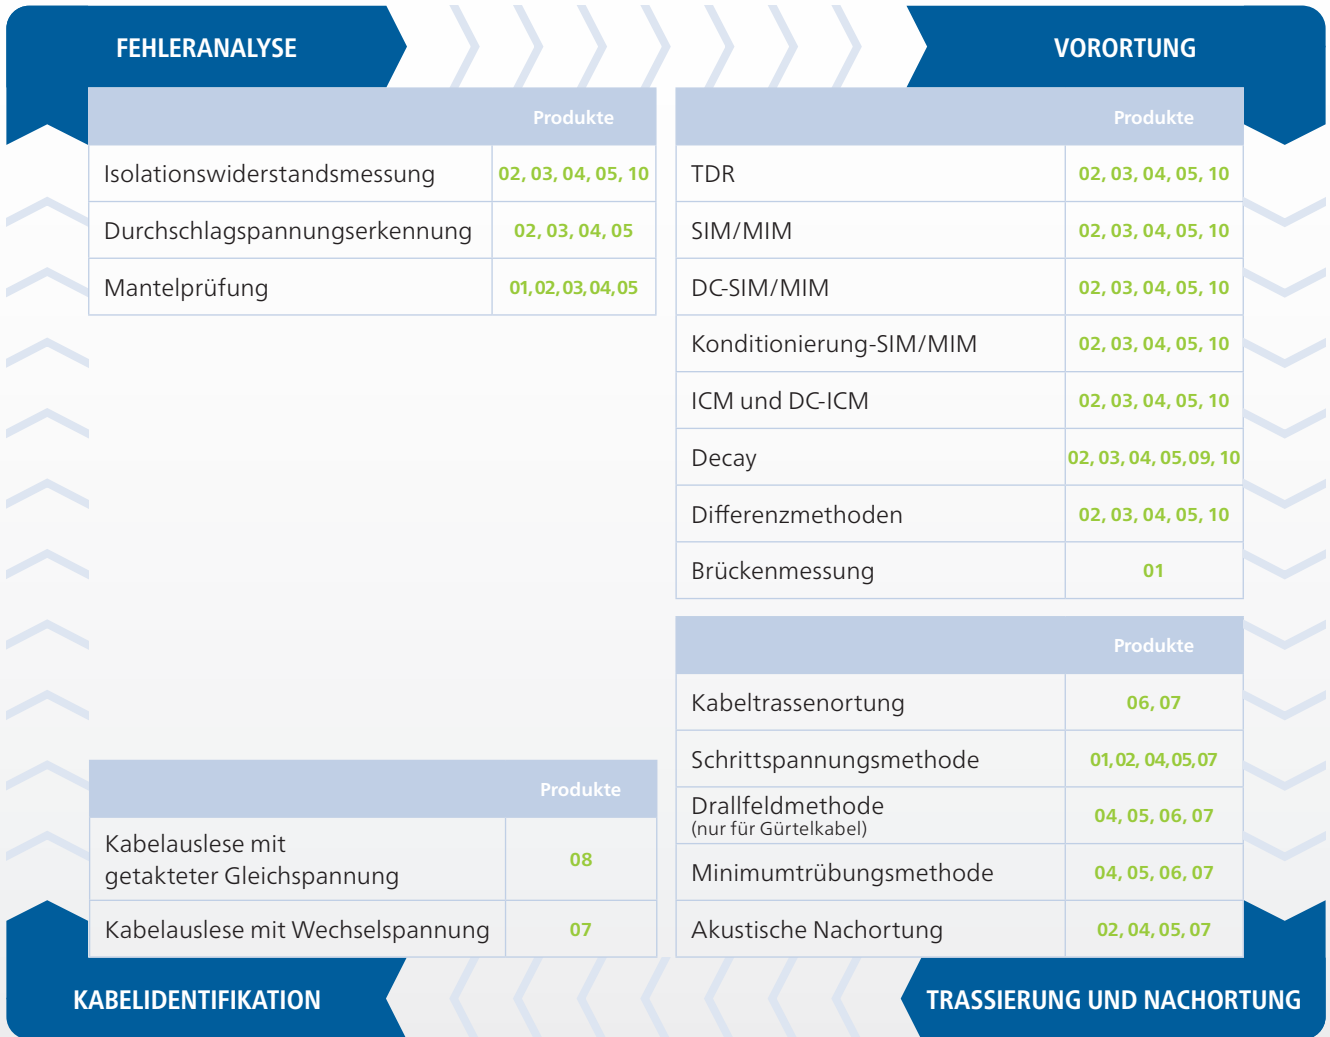 FEHLERANALYSE
Produkte
Isolationswiderstandsmessung 02, 03, 04, 05, 10
Durchschlagspannungserkennung 02, 03, 04, 05
Mantelprüfung 01,02,03,04,05
VORORTUNG
Produkte
TDR 02, 03, 04, 05, 10
SIM/MIM 02, 03, 04, 05, 10
DC-SIM/MIM 02, 03, 04, 05, 10
Konditionierung-SIM/MIM 02, 03, 04, 05, 10
ICM und DC-ICM 02, 03, 04, 05, 10
Decay 02, 03, 04, 05,09, 10
Differenzmethoden 02, 03, 04, 05, 10
Brückenmessung 01
Produkte
Kabeltrassenortung 06, 07
Schrittspannungsmethode 01,02, 04,05,07
Drallfeldmethode
(nur für Gürtelkabel) 04, 05, 06, 07
Minimumtrübungsmethode 04, 05, 06, 07
Akustische Nachortung 02, 04, 05, 07
TRASSIERUNG UND NACHORTUNG
Produkte
Kabelauslese mit
getakteter Gleichspannung 08
Kabelauslese mit Wechselspannung 07
KABELIDENTIFIKATION